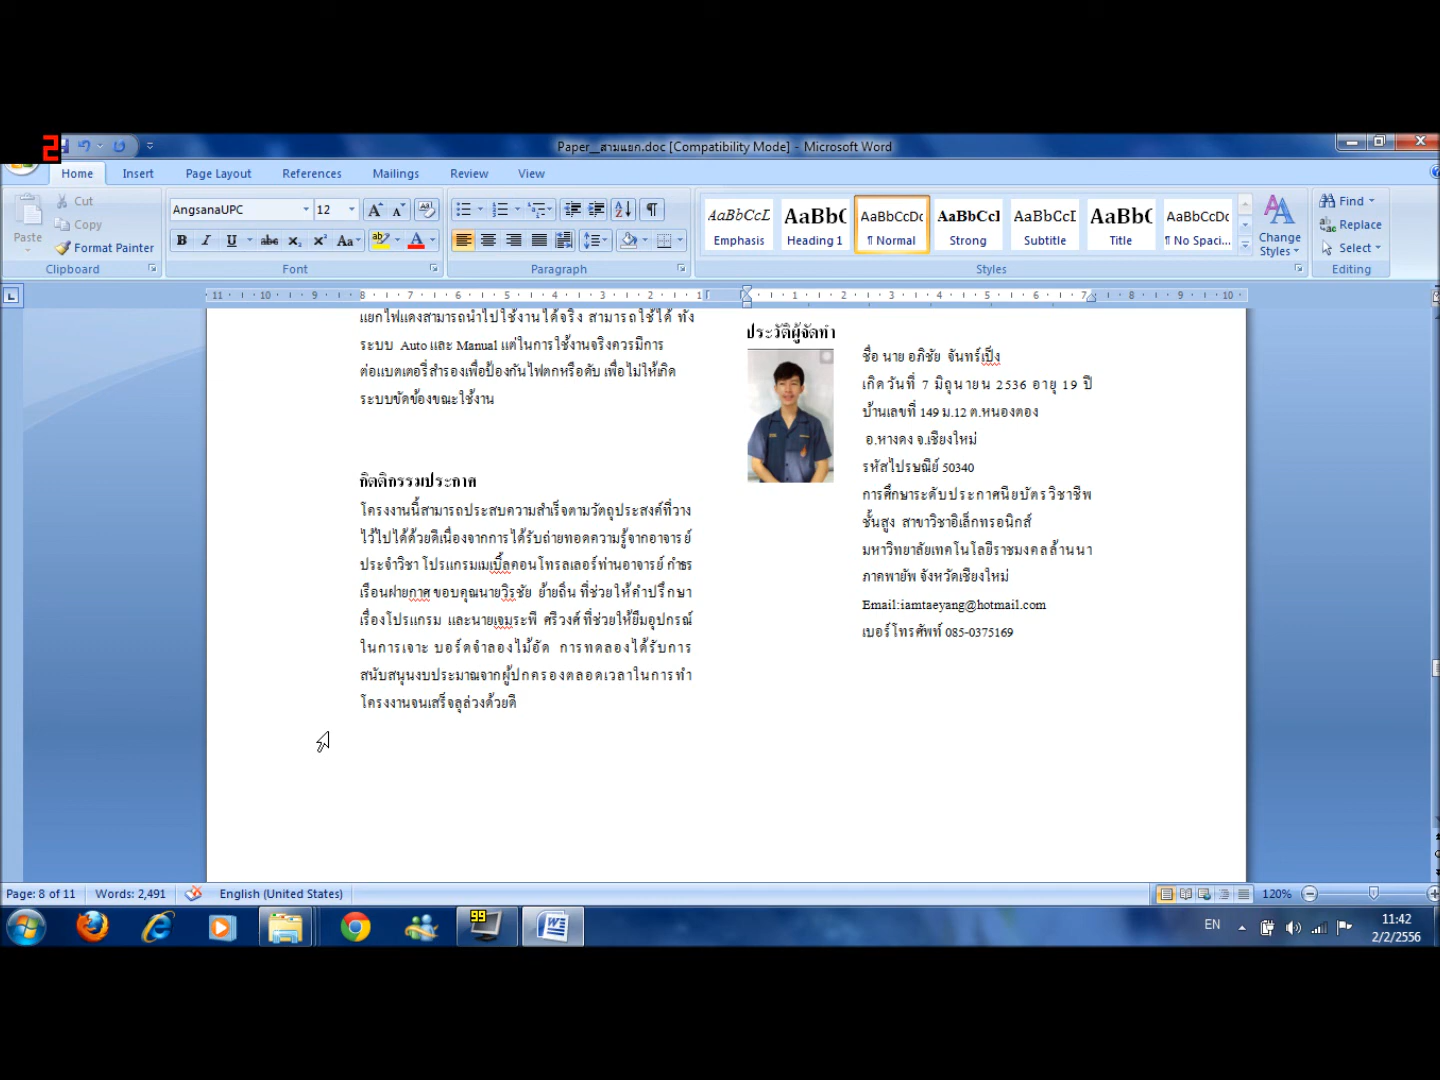 2
Paper__สามแยก.doc [Compatibility Mode] - Microsoft Word
Home Insert Page Layout References Mailings Review View
Paste
Cut
Copy
Format Painter
Clipboard
AngsanaUPC 12
Font
Paragraph
AaBbCcL AaBb( AaBbCcDc AaBbCcI AaBbCcI AaBb( AaBbCcDc
Emphasis Heading 1 ¶ Normal Strong Subtitle Title ¶ No Spaci...
Change Styles
Styles
Find
Replace
Select
Editing
11 10 9 8 7 6 5 4 3 2 1 1 2 3 4 5 6 7 8 9 10
แยกไฟแดงสามารถนำไปใช้งานได้จริง สามารถใช้ได้ ทั้ง
ระบบ Auto และ Manual แต่ในการใช้งานจริงควรมีการ
ต่อแบตเตอรี่สำรองเพื่อป้องกันไฟตกหรือดับ เพื่อไม่ให้เกิด
ระบบขัดข้องขณะใช้งาน
กิตติกรรมประกาศ
โครงงานนี้สามารถประสบความสำเร็จตามวัตถุประสงค์ที่วาง
ไว้ไปได้ด้วยดีเนื่องจากการได้รับถ่ายทอดความรู้จากอาจารย์
ประจำวิชา โปรแกรมเมเบิ้ลคอนโทรลเลอร์ท่านอาจารย์ กำธร
เรือนฝายกาศ ขอบคุณนายวิรชัย ย้ายถิ่น ที่ช่วยให้คำปรึกษา
เรื่องโปรแกรม และนายเจมระพี ศรีวงศ์ ที่ช่วยให้ยืมอุปกรณ์
ในการเจาะ บอร์ดจำลองไม้อัด การทดลองได้รับการ
สนับสนุนงบประมาณจากผู้ปกครองตลอดเวลาในการทำ
โครงงานจนเสร็จลุล่วงด้วยดี
ประวัติผู้จัดทำ
ชื่อ นาย อภิชัย จันทร์เป็ง
เกิดวันที่ 7 มิถุนายน 2536 อายุ 19 ปี
บ้านเลขที่ 149 ม.12 ต.หนองตอง
อ.หางดง จ.เชียงใหม่
รหัสไปรษณีย์ 50340
การศึกษาระดับประกาศนียบัตรวิชาชีพ
ชั้นสูง สาขาวิชาอิเล็กทรอนิกส์
มหาวิทยาลัยเทคโนโลยีราชมงคลล้านนา
ภาคพายัพ จังหวัดเชียงใหม่
Email:iamtaeyang@hotmail.com
เบอร์โทรศัพท์ 085-0375169
Page: 8 of 11 Words: 2,491 English (United States) 120%
99
EN
11:42
2/2/2556